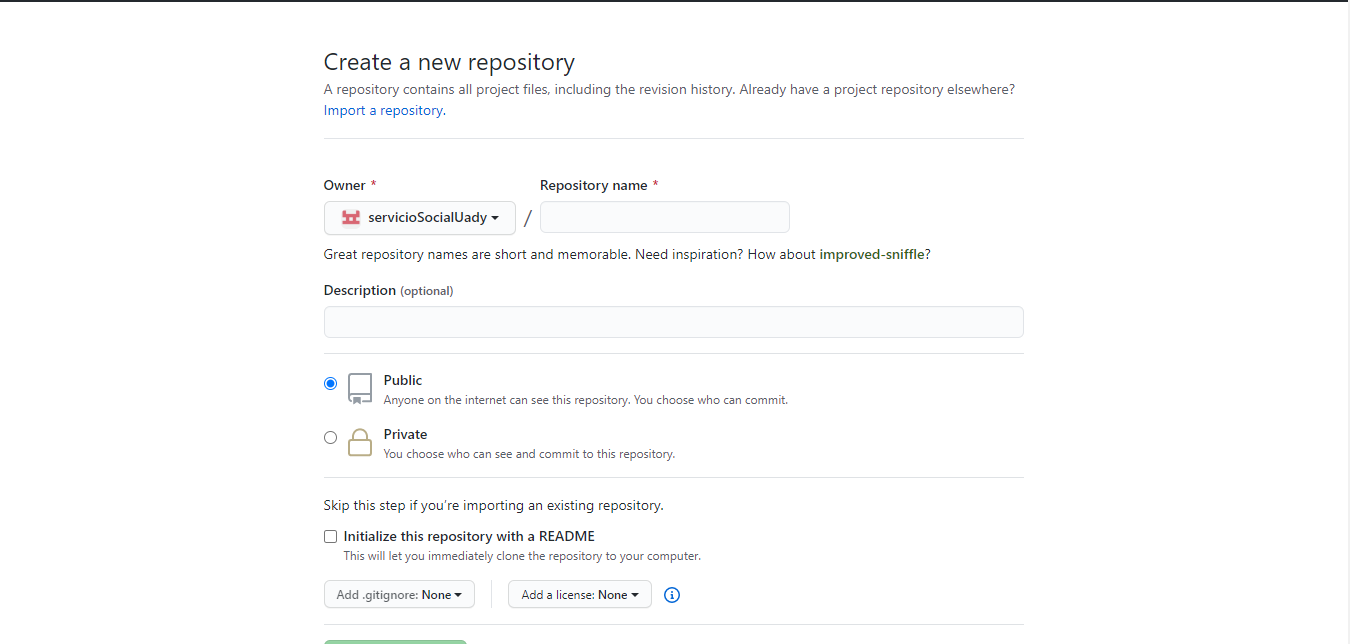 Create a new repository
A repository contains all project files, including the revision history. Already have a project repository elsewhere?
Import a repository.
Owner * Repository name *
servicioSocialUady /
Great repository names are short and memorable. Need inspiration? How about improved-sniffle?
Description (optional)
Public
Anyone on the internet can see this repository. You choose who can commit.
Private
You choose who can see and commit to this repository.
Skip this step if you're importing an existing repository.
Initialize this repository with a README
This will let you immediately clone the repository to your computer.
Add .gitignore: None Add a license: None